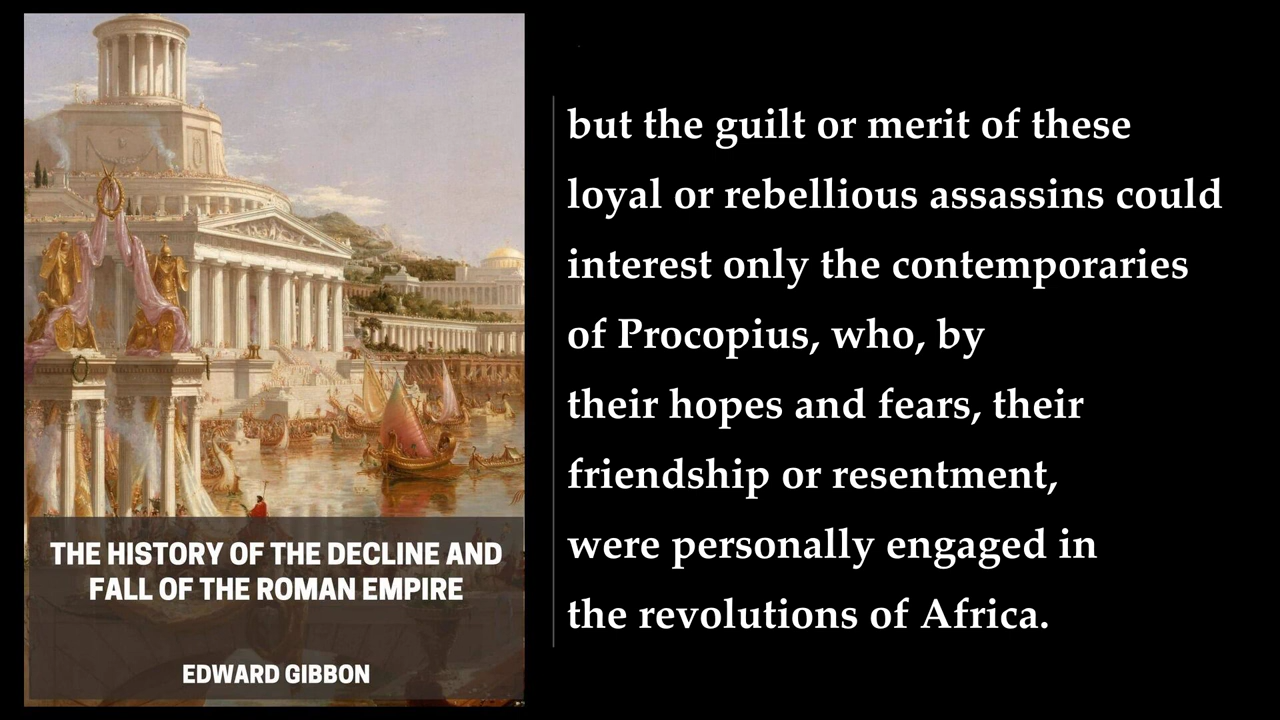 THE HISTORY OF THE DECLINE AND
FALL OF THE ROMAN EMPIRE
EDWARD GIBBON
but the guilt or merit of these
loyal or rebellious assassins could
interest only the contemporaries
of Procopius, who, by
their hopes and fears, their
friendship or resentment,
were personally engaged in
the revolutions of Africa.